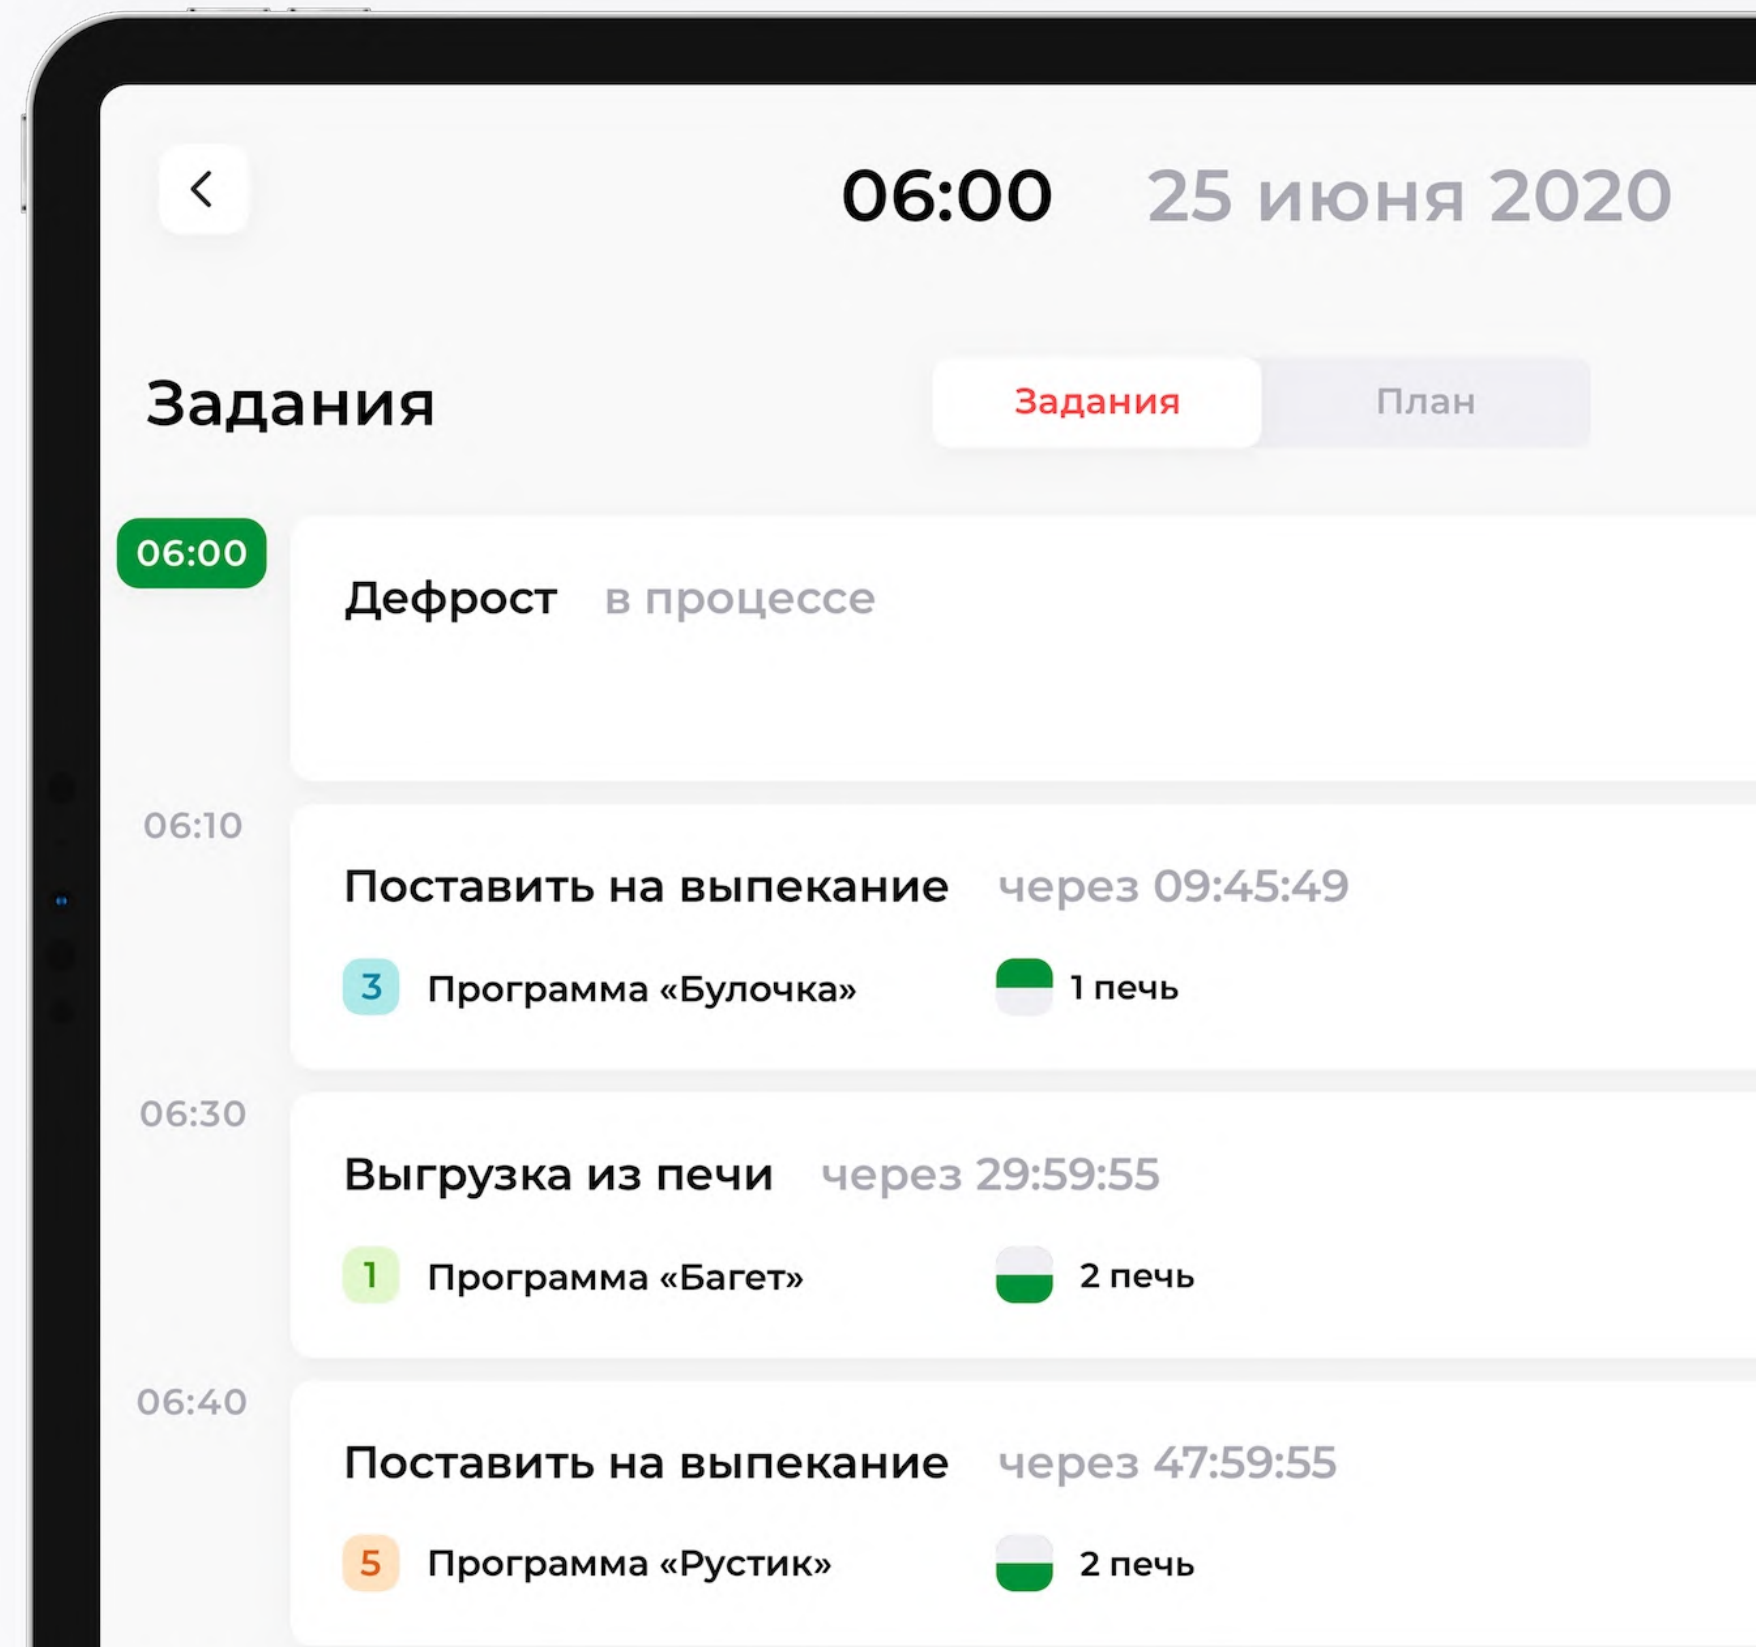 06:00 25 июня 2020
Задания Задания План
06:00
Дефрост в процессе
06:10
Поставить на выпекание через 09:45:49
3 Программа «Булочка» 1 печь
06:30
Выгрузка из печи через 29:59:55
1 Программа «Багет» 2 печь
06:40
Поставить на выпекание через 47:59:55
5 Программа «Рустик» 2 печь